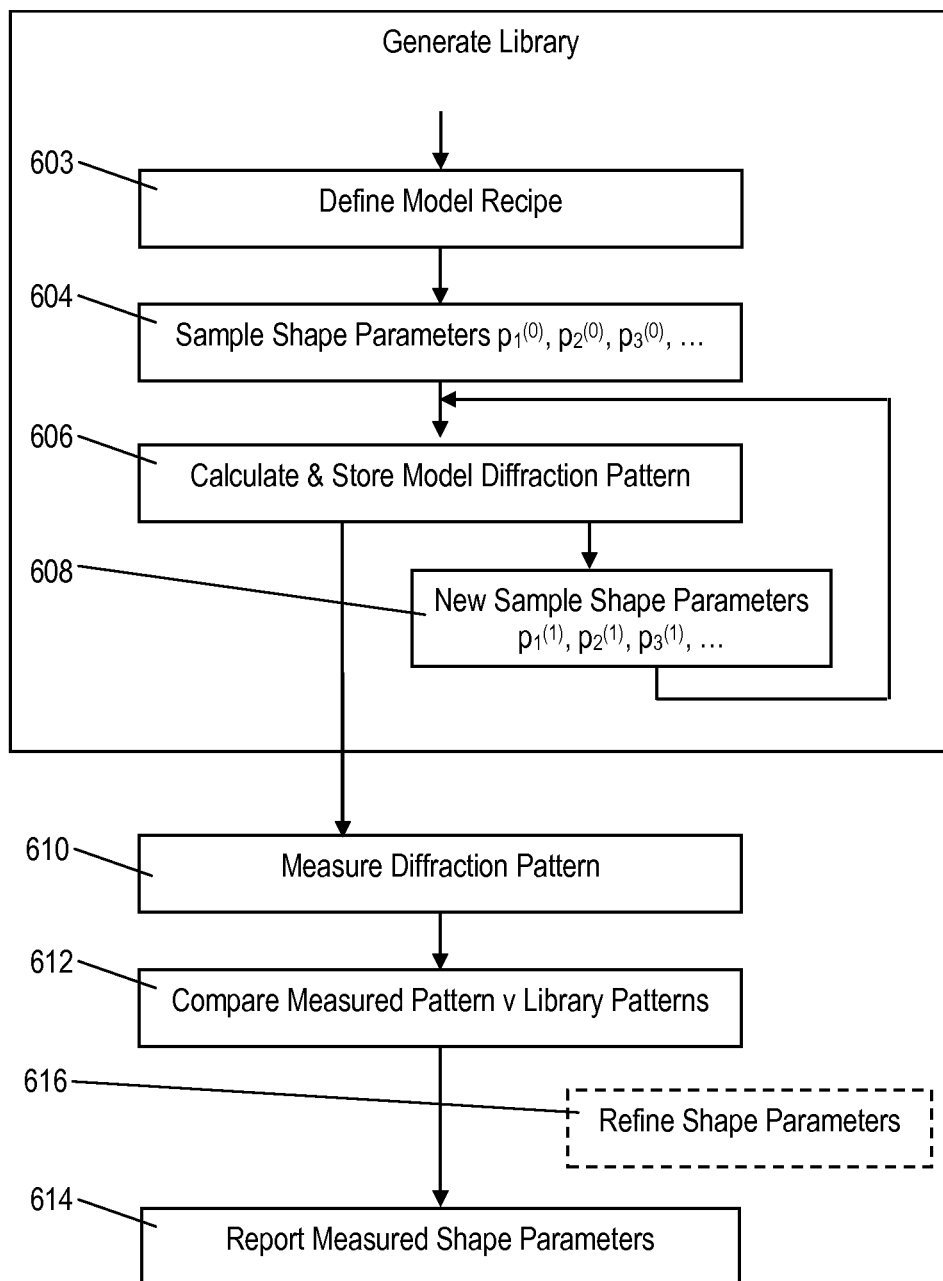 Generate Library
603
Define Model Recipe
604
Sample Shape Parameters p₁⁽⁰⁾, p₂⁽⁰⁾, p₃⁽⁰⁾, …
606
Calculate & Store Model Diffraction Pattern
608
New Sample Shape Parameters
p₁⁽¹⁾, p₂⁽¹⁾, p₃⁽¹⁾, …
610
Measure Diffraction Pattern
612
Compare Measured Pattern v Library Patterns
616
Refine Shape Parameters
614
Report Measured Shape Parameters